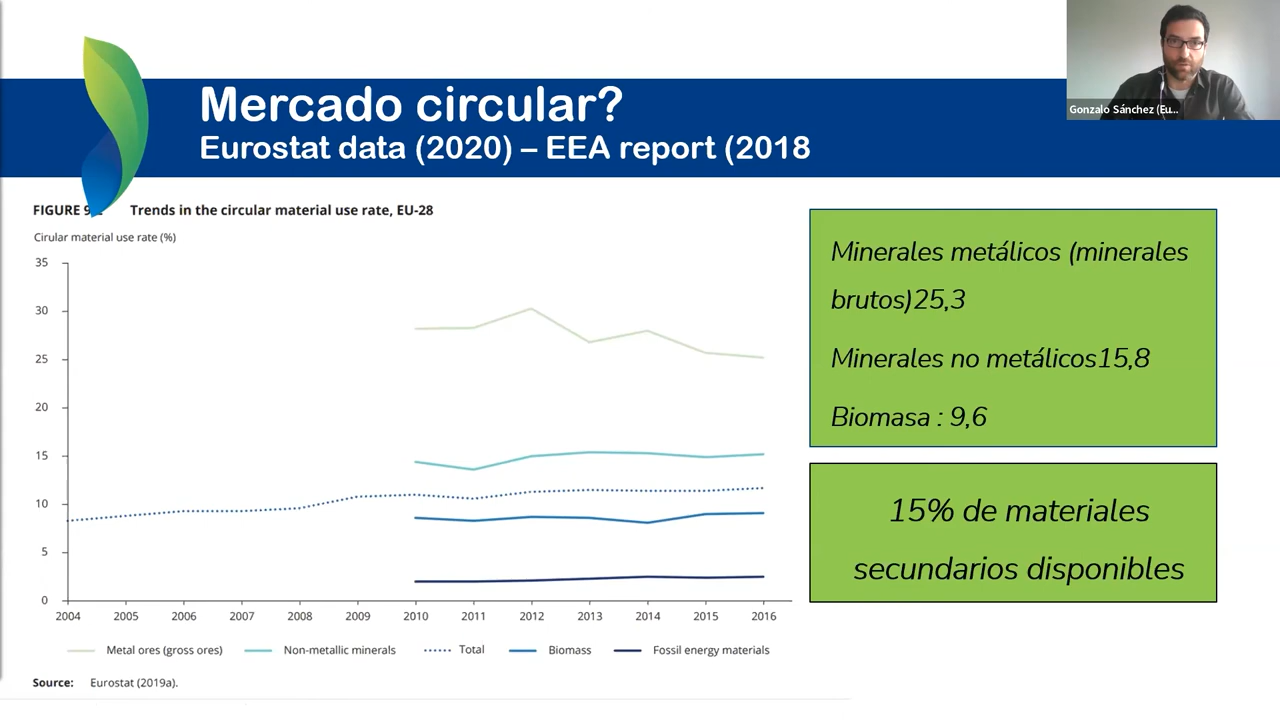 Mercado circular?
Eurostat data (2020) – EEA report (2018
Gonzalo Sánchez (Eu...
FIGURE 9
Trends in the circular material use rate, EU-28
Cirular material use rate (%)
35
30
25
20
15
10
5
0
2004 2005 2006 2007 2008 2009 2010 2011 2012 2013 2014 2015 2016
Metal ores (gross ores) Non-metallic minerals Total Biomass Fossil energy materials
Source: Eurostat (2019a).
Minerales metálicos (minerales
brutos)25,3
Minerales no metálicos15,8
Biomasa : 9,6
15% de materiales
secundarios disponibles